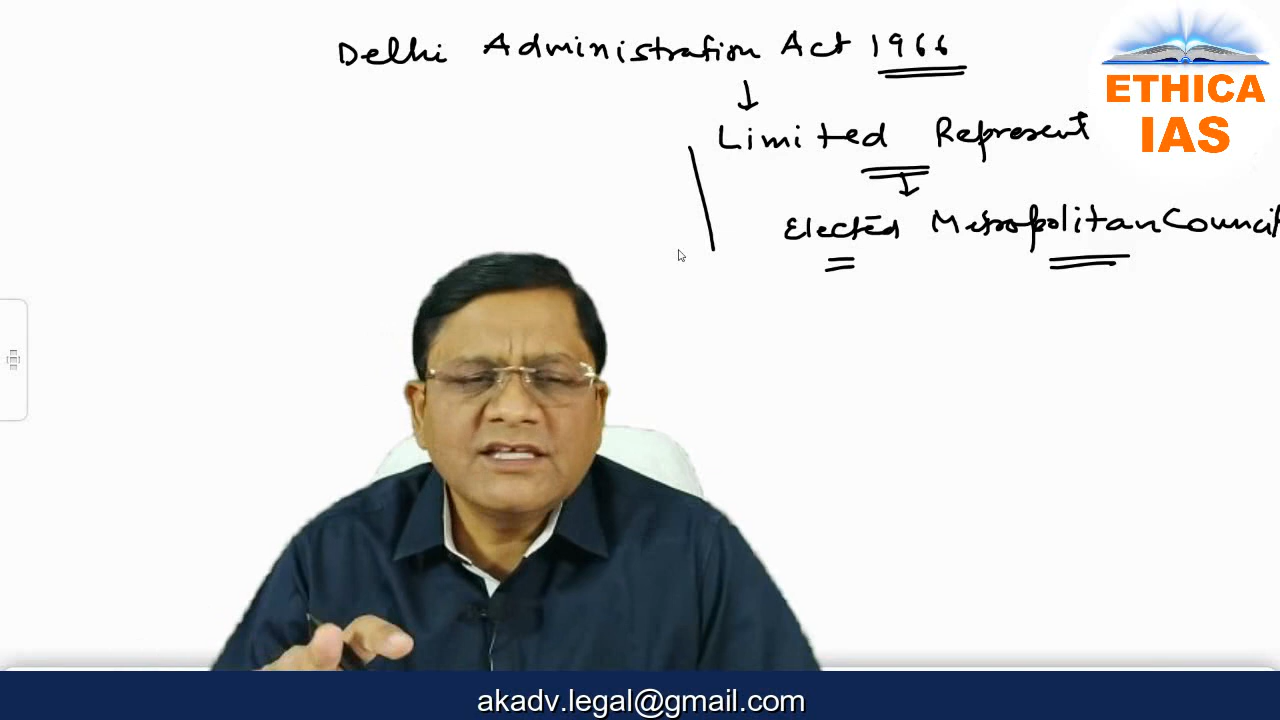 Delhi Administration Act 1966
ETHICA
IAS
Limited Represent
Elected Metropolitan Council
akadv.legal@gmail.com